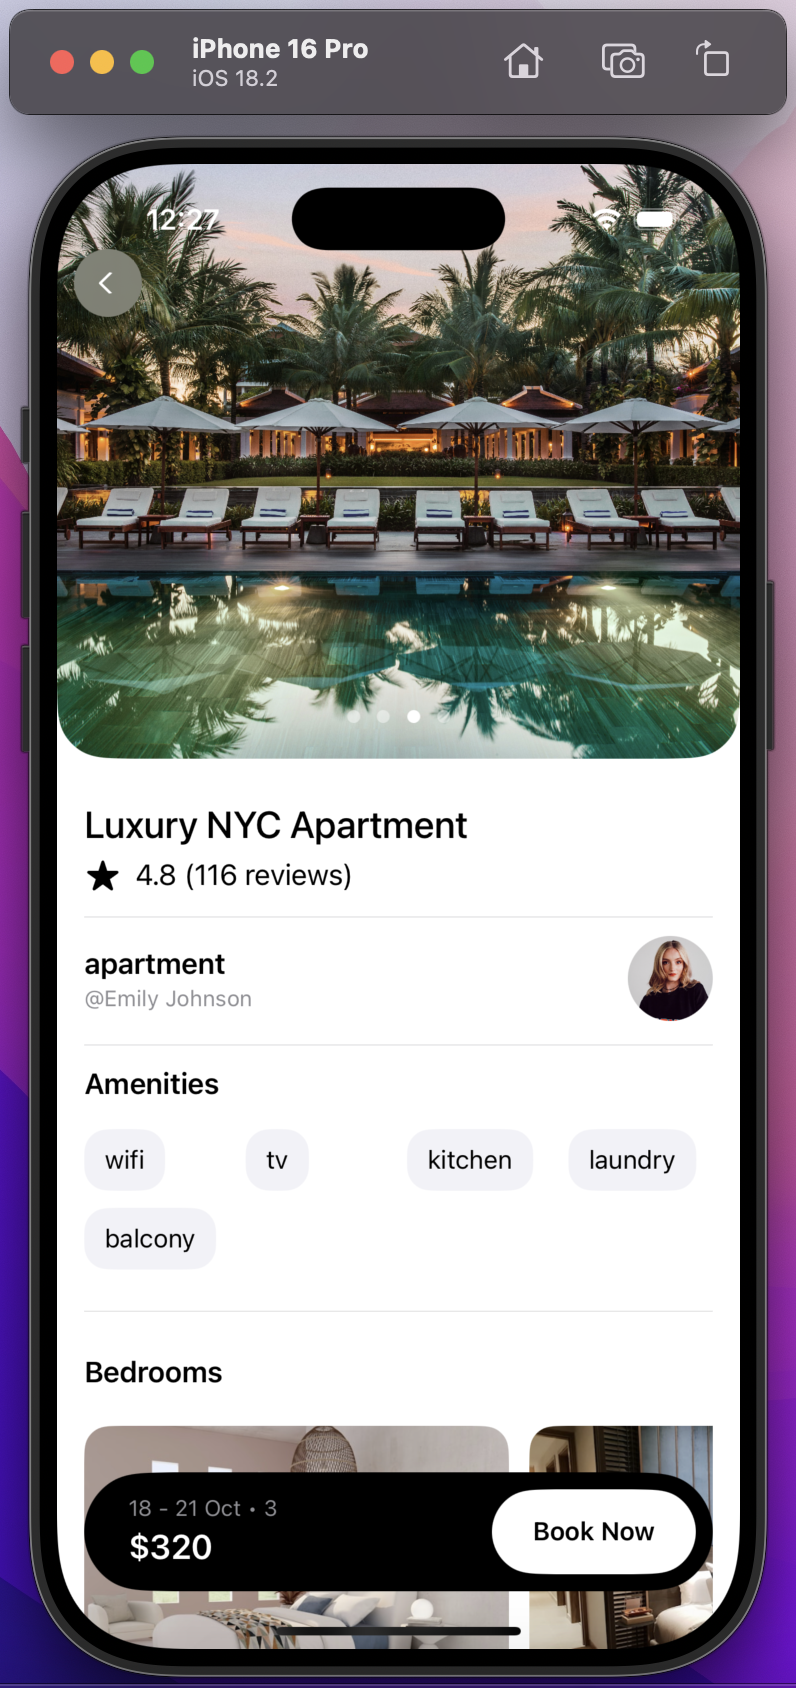 iPhone 16 Pro
iOS 18.2
12:27
Luxury NYC Apartment
4.8 (116 reviews)
apartment
@Emily Johnson
Amenities
wifi tv kitchen laundry
balcony
Bedrooms
18 - 21 Oct • 3
$320
Book Now